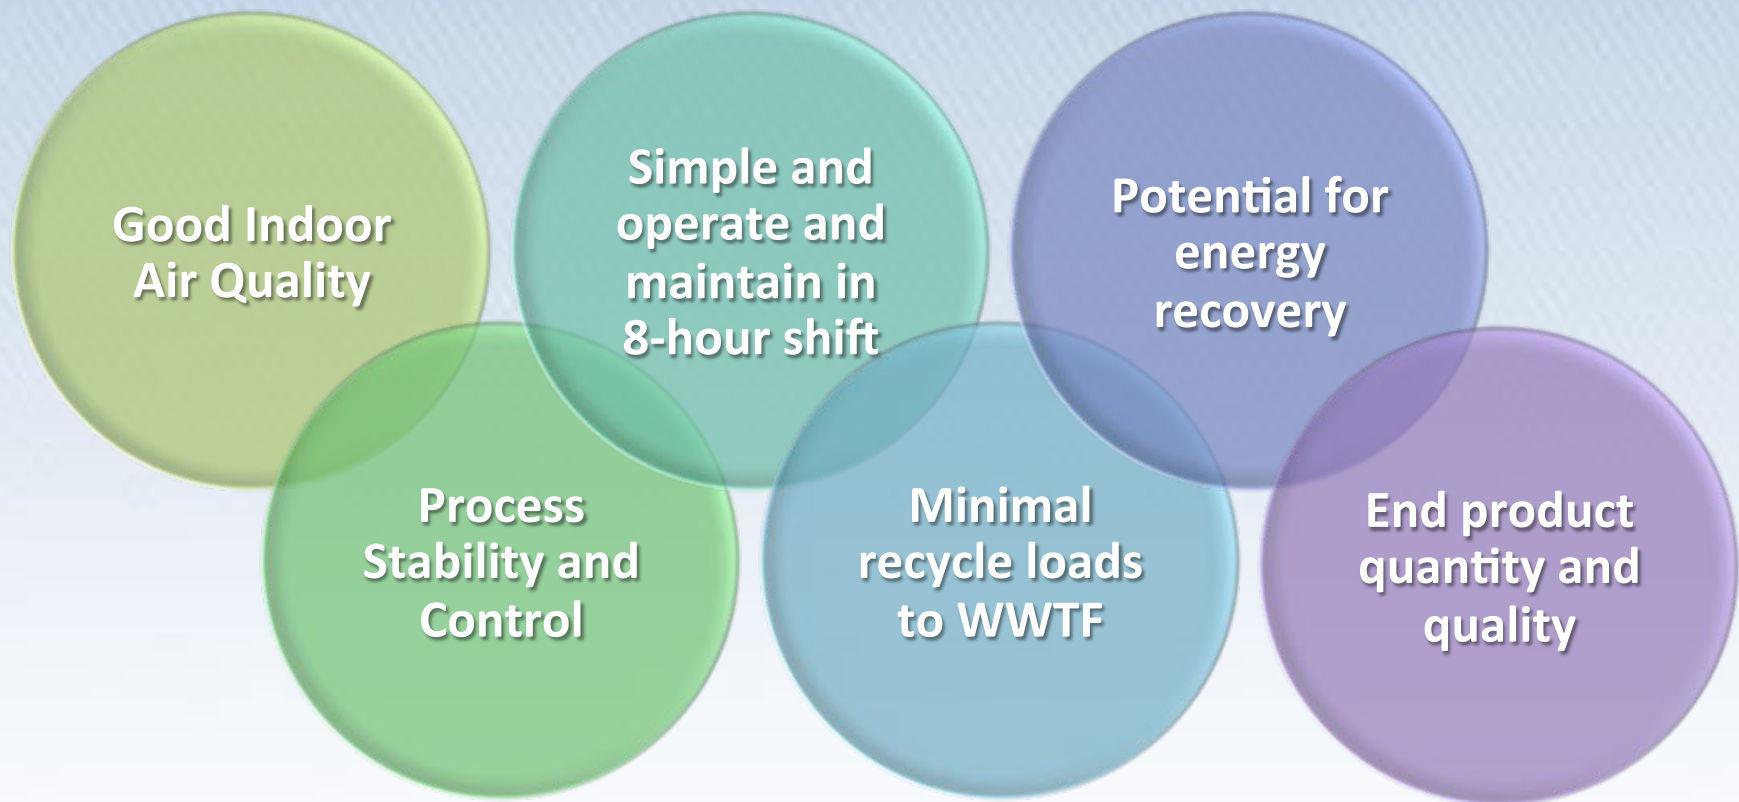 Good Indoor
Air Quality
Process
Stability and
Control
Simple and
operate and
maintain in
8-hour shift
Minimal
recycle loads
to WWTF
Potential for
energy
recovery
End product
quantity and
quality